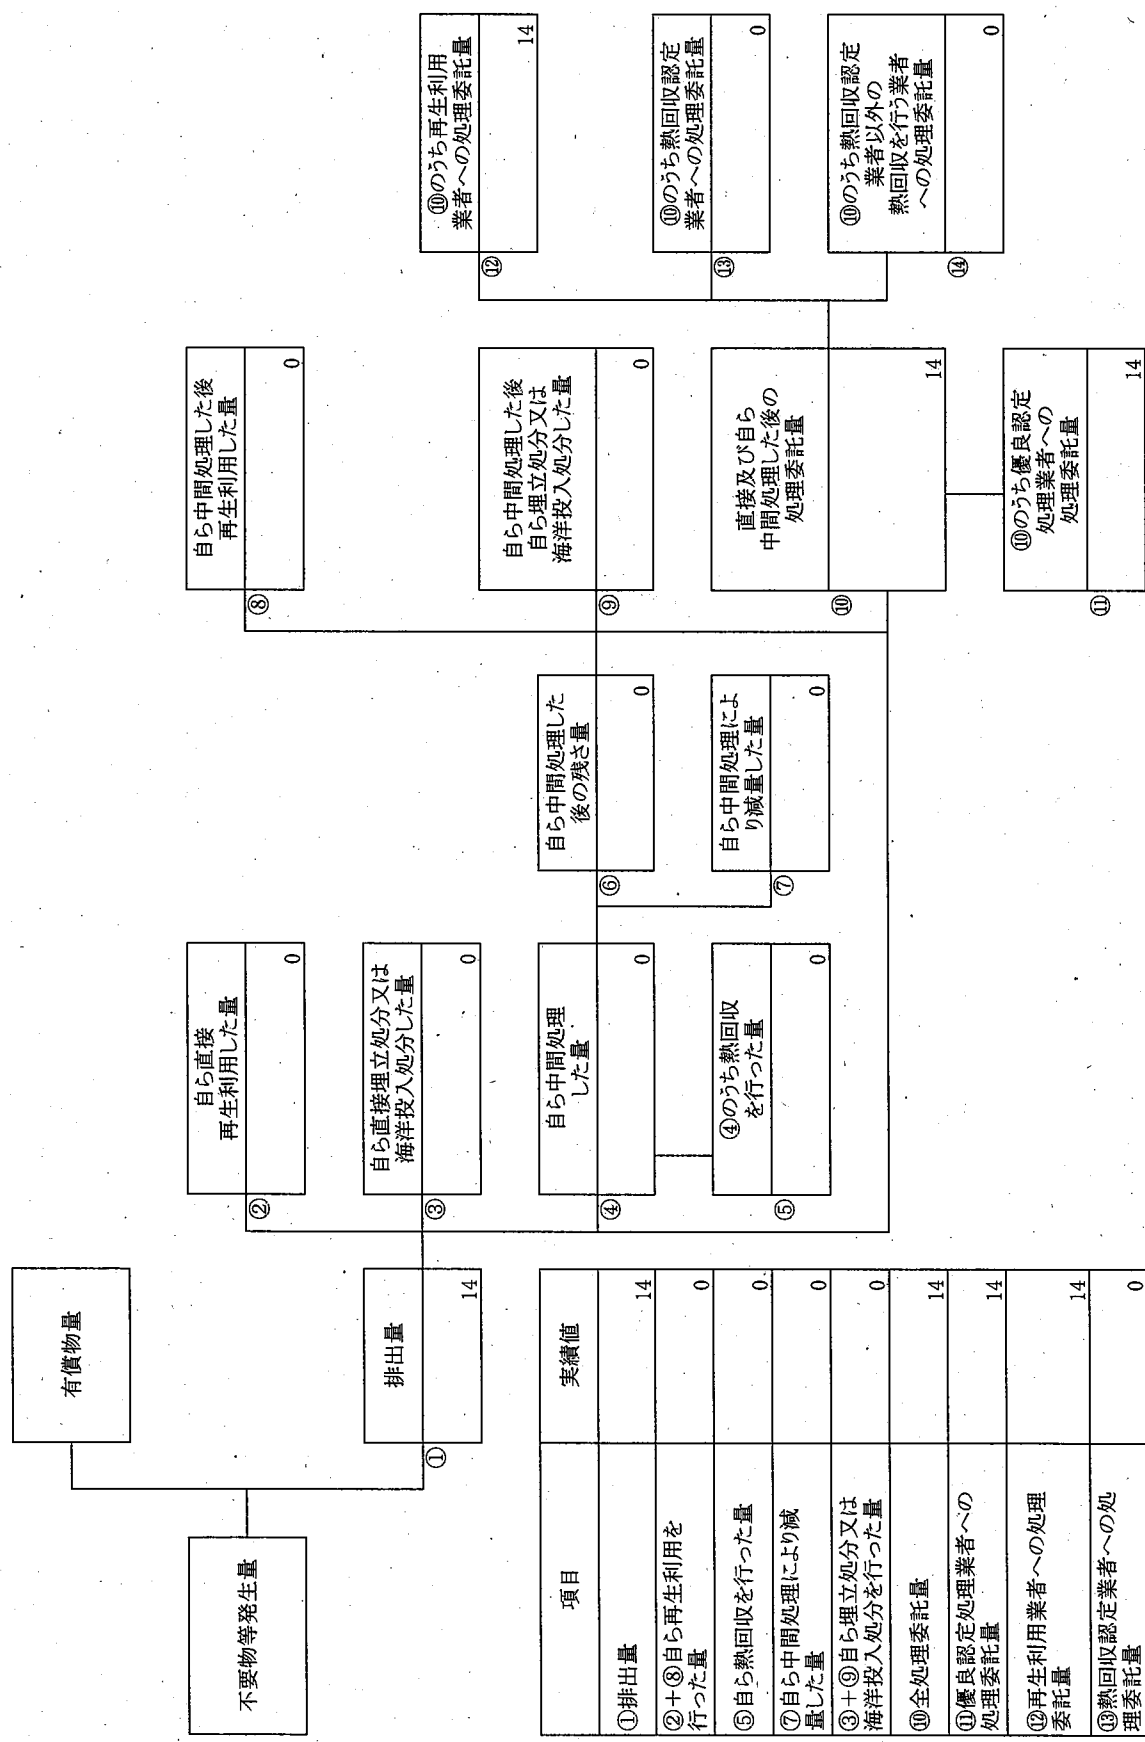 不要物等発生量
有償物量
排出量
①
14
自ら直接
再生利用した量
②
0
自ら直接埋立処分又は
海洋投入処分した量
③
0
自ら中間処理
した量
④
0
④のうち熱回収
を行った量
⑤
0
自ら中間処理した
後の残さ量
⑥
0
自ら中間処理によ
り減量した量
⑦
0
自ら中間処理した後
再生利用した量
⑧
0
自ら中間処理した後
自ら埋立処分又は
海洋投入処分した量
⑨
0
直接及び自ら
中間処理した後の
処理委託量
⑩
14
⑩のうち優良認定
処理業者への
処理委託量
⑪
14
⑩のうち再生利用
業者への処理委託量
⑫
14
⑩のうち熱回収認定
業者への処理委託量
⑬
0
⑩のうち熱回収認定
業者以外の
熱回収を行う業者
への処理委託量
⑭
0
項目 実績値
①排出量 14
②+⑧自ら再生利用を
行った量 0
⑤自ら熱回収を行った量 0
⑦自ら中間処理により減
量した量 0
③+⑨自ら埋立処分又は
海洋投入処分を行った量 0
⑩全処理委託量 14
⑪優良認定処理業者への
処理委託量 14
⑫再生利用業者への処理
委託量 14
⑬熱回収認定業者への処
理委託量 0